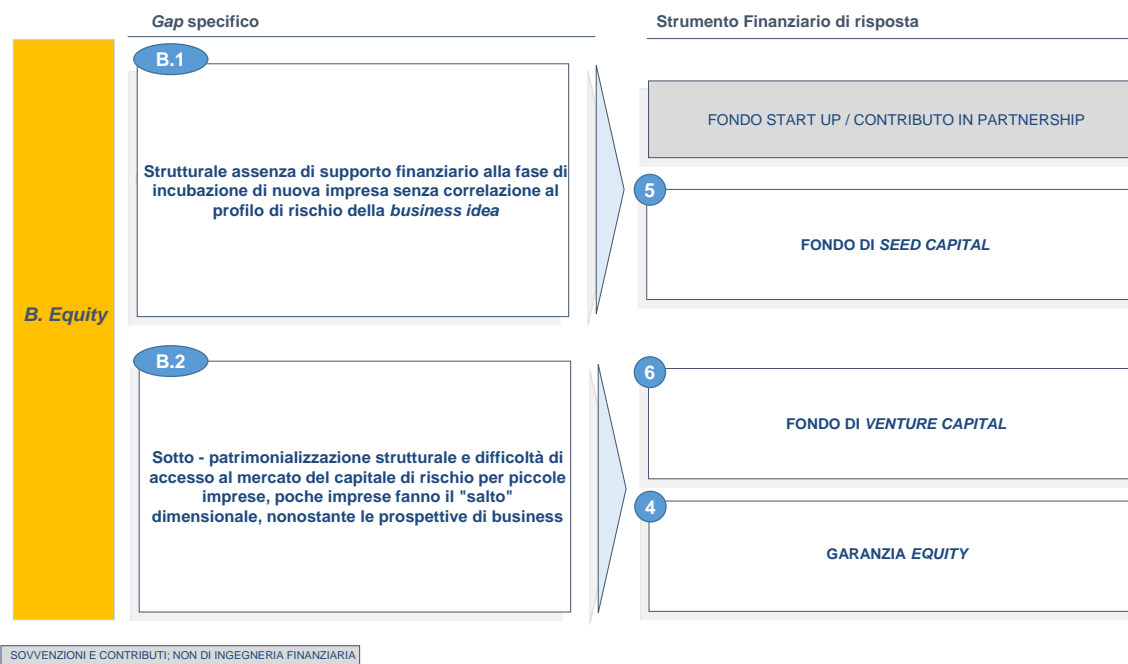 Gap specifico
Strumento Finanziario di risposta
B. Equity
B.1
Strutturale assenza di supporto finanziario alla fase di
incubazione di nuova impresa senza correlazione al
profilo di rischio della business idea
FONDO START UP / CONTRIBUTO IN PARTNERSHIP
5
FONDO DI SEED CAPITAL
B.2
Sotto - patrimonializzazione strutturale e difficoltà di
accesso al mercato del capitale di rischio per piccole
imprese, poche imprese fanno il "salto"
dimensionale, nonostante le prospettive di business
6
FONDO DI VENTURE CAPITAL
4
GARANZIA EQUITY
SOVVENZIONI E CONTRIBUTI; NON DI INGEGNERIA FINANZIARIA